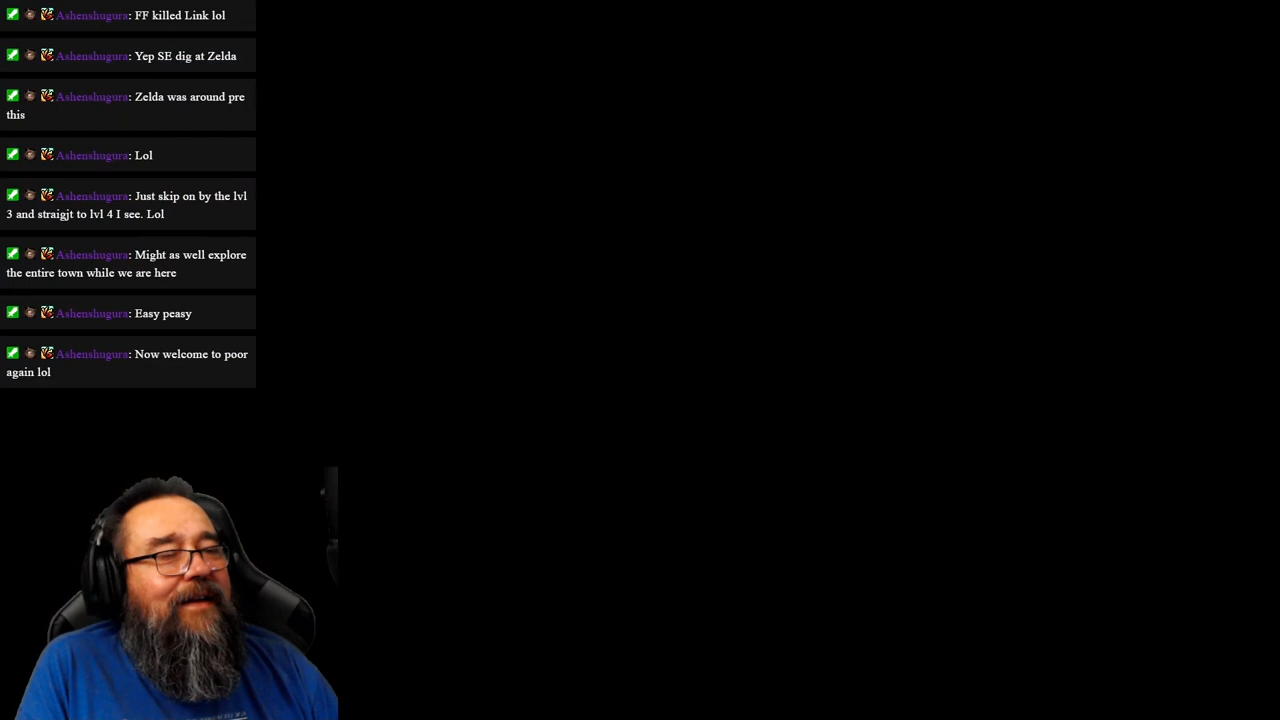 Ashenshugura: FF killed Link lol
Ashenshugura: Yep SE dig at Zelda
Ashenshugura: Zelda was around pre
this
Ashenshugura: Lol
Ashenshugura: Just skip on by the lvl
3 and straigjt to lvl 4 I see. Lol
Ashenshugura: Might as well explore
the entire town while we are here
Ashenshugura: Easy peasy
Ashenshugura: Now welcome to poor
again lol